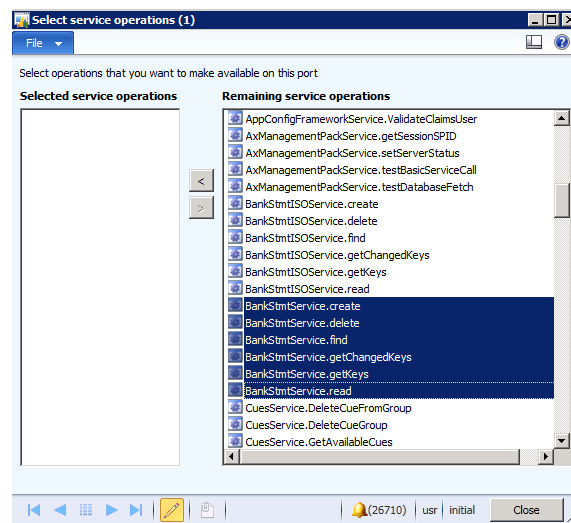 Select service operations (1)
File
Select operations that you want to make available on this port
Selected service operations
Remaining service operations
<
>
AppConfigFrameworkService.ValidateClaimsUser
AxManagementPackService.getSessionSPID
AxManagementPackService.setServerStatus
AxManagementPackService.testBasicServiceCall
AxManagementPackService.testDatabaseFetch
BankStmtISOService.create
BankStmtISOService.delete
BankStmtISOService.find
BankStmtISOService.getChangedKeys
BankStmtISOService.getKeys
BankStmtISOService.read
BankStmtService.create
BankStmtService.delete
BankStmtService.find
BankStmtService.getChangedKeys
BankStmtService.getKeys
BankStmtService.read
CuesService.DeleteCueFromGroup
CuesService.DeleteCueGroup
CuesService.GetAvailableCues
(26710) usr initial Close